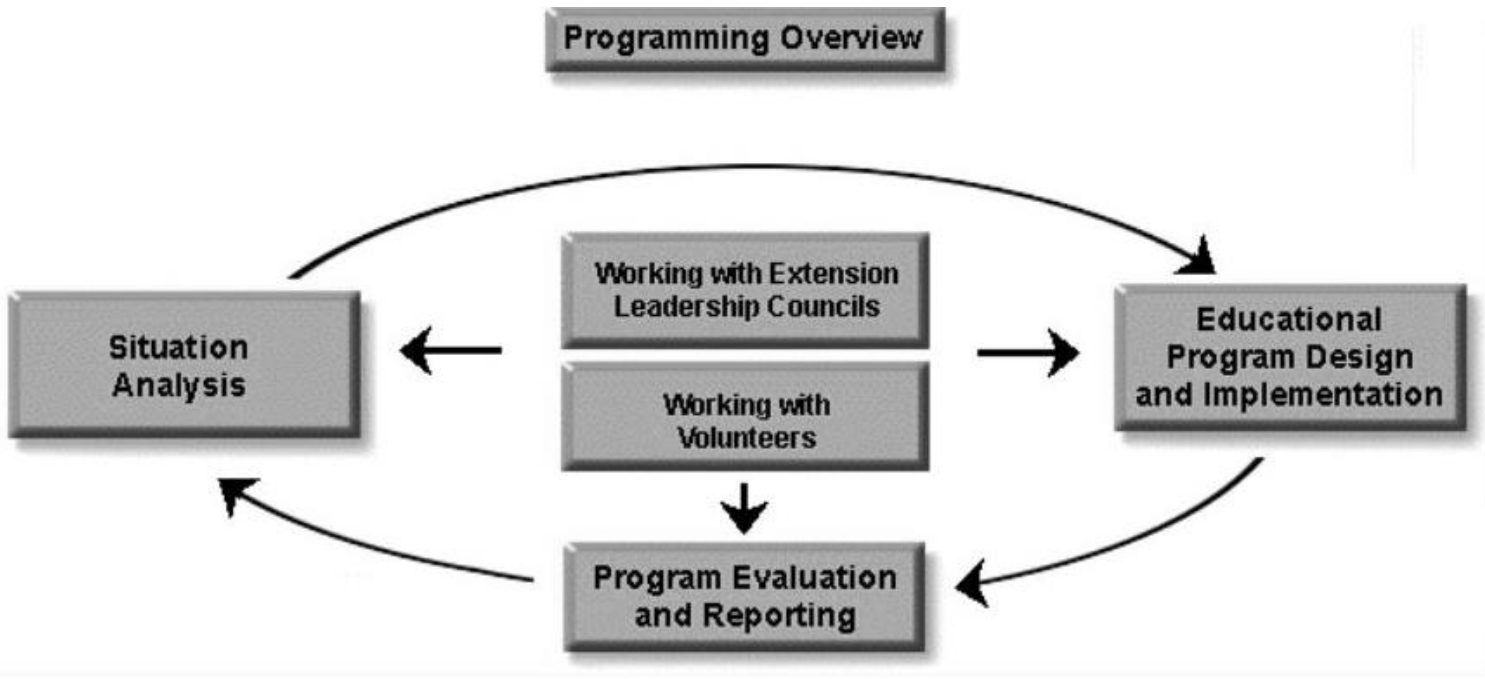 Programming Overview
Working with Extension
Leadership Councils
Situation
Analysis
Educational
Program Design
and Implementation
Working with
Volunteers
Program Evaluation
and Reporting